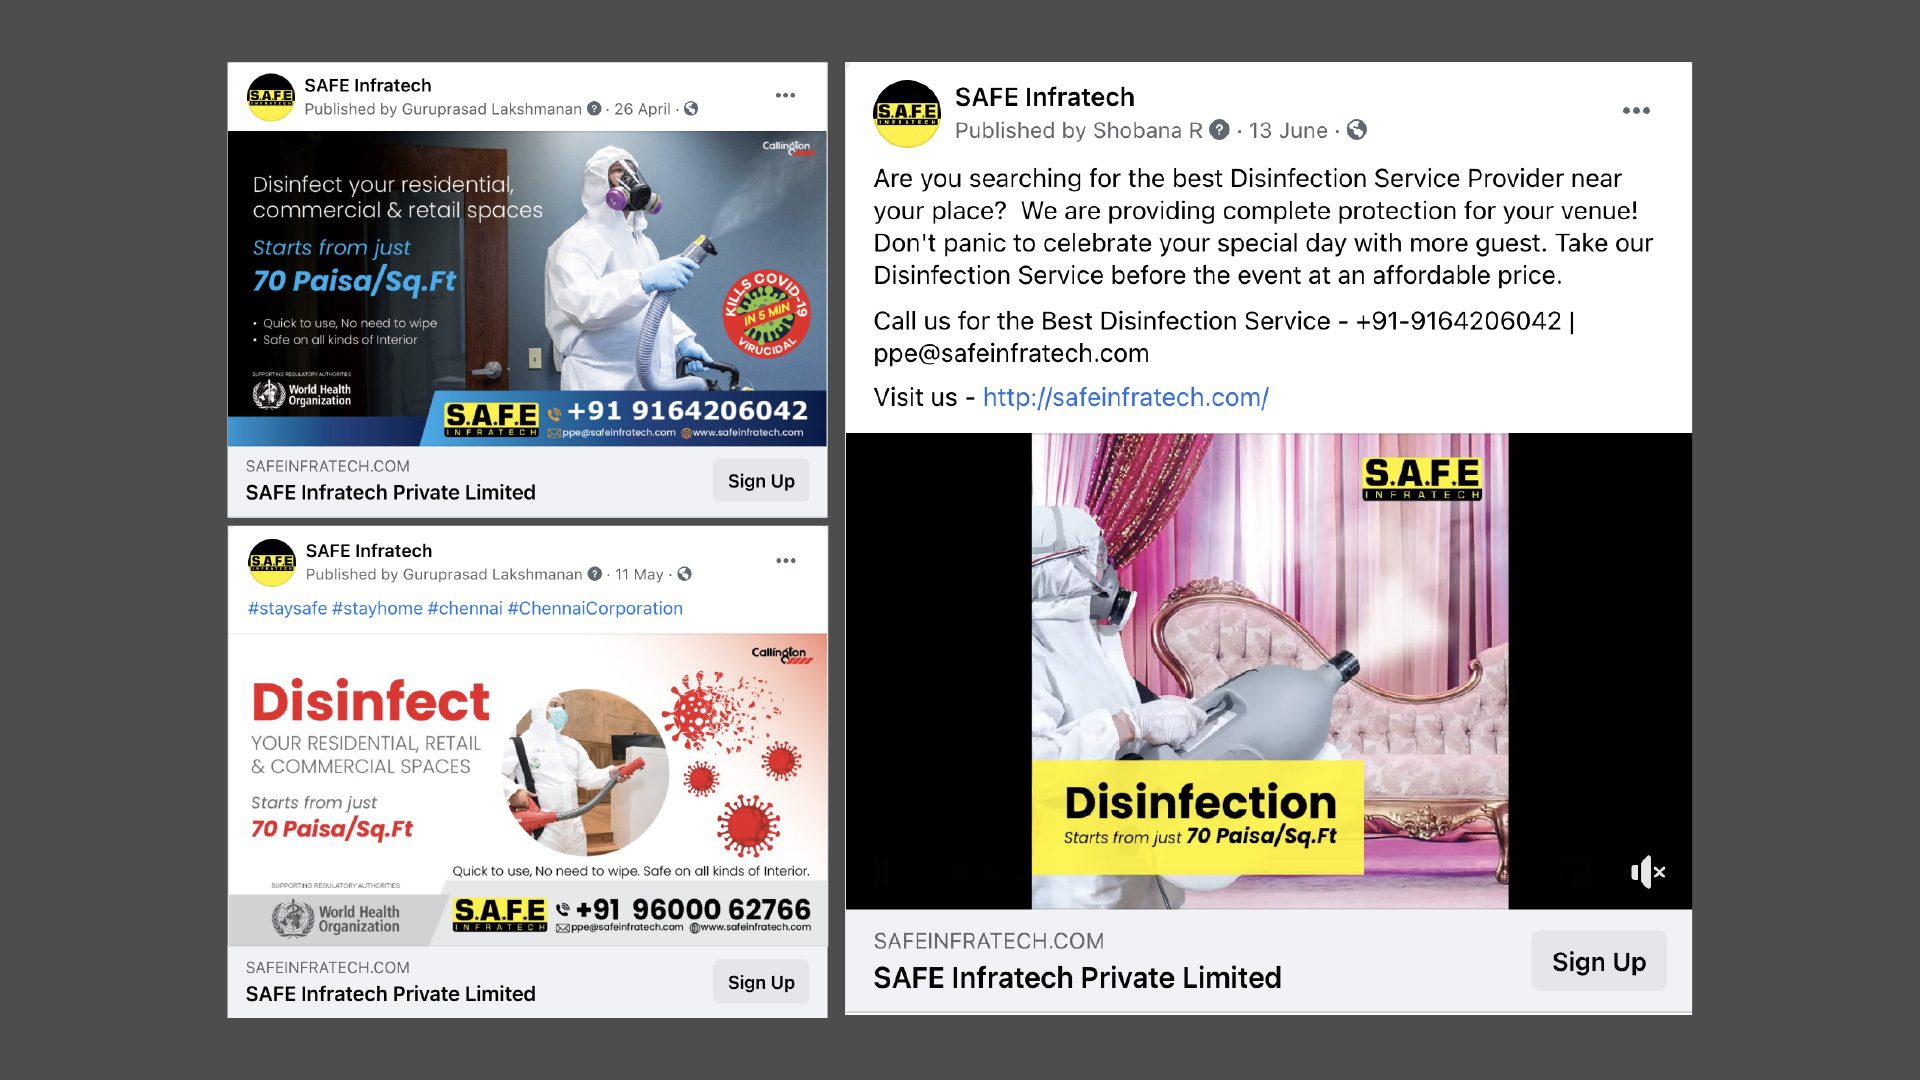 S.A.F.E
INFRATECH
SAFE Infratech
Published by Guruprasad Lakshmanan · 26 April ·
Callington
Disinfect your residential,
commercial & retail spaces
Starts from just
70 Paisa/Sq.Ft
• Quick to use, No need to wipe
• Safe on all kinds of Interior
KILLS COVID-19
IN 5 MIN
VIRUCIDAL
SUPPORTING REGULATORY AUTHORITIES
World Health
Organization
S.A.F.E
INFRATECH
+91 9164206042
ppe@safeinfratech.com www.safeinfratech.com
SAFEINFRATECH.COM
SAFE Infratech Private Limited
Sign Up
S.A.F.E
INFRATECH
SAFE Infratech
Published by Guruprasad Lakshmanan · 11 May ·
#staysafe #stayhome #chennai #ChennaiCorporation
Callington
Disinfect
YOUR RESIDENTIAL, RETAIL
& COMMERCIAL SPACES
Starts from just
70 Paisa/Sq.Ft
Quick to use, No need to wipe. Safe on all kinds of Interior.
SUPPORTING REGULATORY AUTHORITIES
World Health
Organization
S.A.F.E
INFRATECH
+91 96000 62766
ppe@safeinfratech.com www.safeinfratech.com
SAFEINFRATECH.COM
SAFE Infratech Private Limited
Sign Up
S.A.F.E
INFRATECH
SAFE Infratech
Published by Shobana R · 13 June ·
Are you searching for the best Disinfection Service Provider near
your place? We are providing complete protection for your venue!
Don't panic to celebrate your special day with more guest. Take our
Disinfection Service before the event at an affordable price.
Call us for the Best Disinfection Service - +91-9164206042 |
ppe@safeinfratech.com
Visit us - http://safeinfratech.com/
S.A.F.E
INFRATECH
Disinfection
Starts from just 70 Paisa/Sq.Ft
SAFEINFRATECH.COM
SAFE Infratech Private Limited
Sign Up